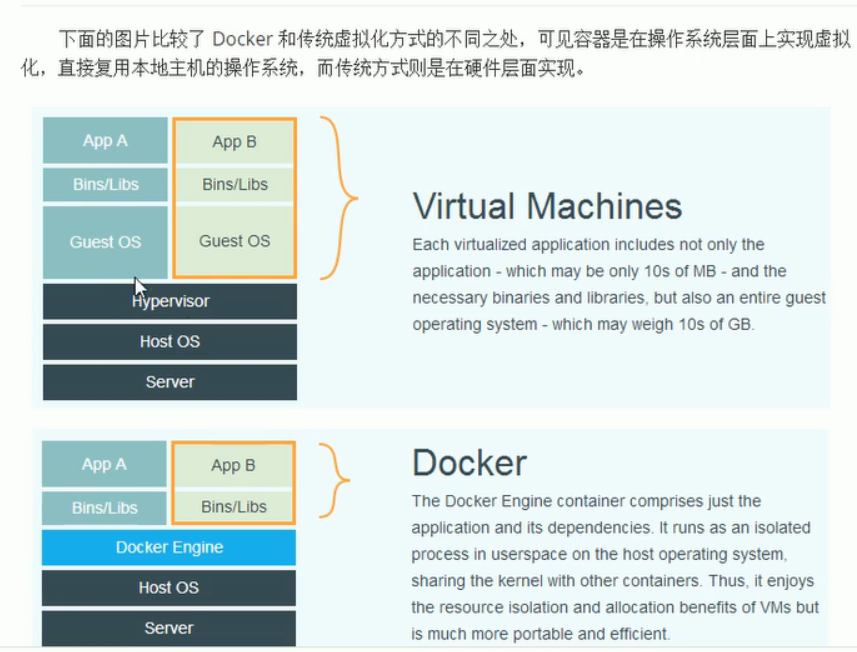 下面的图片比较了 Docker 和传统虚拟化方式的不同之处，可见容器是在操作系统层面上实现虚拟
化，直接复用本地主机的操作系统，而传统方式则是在硬件层面实现。
App A
App B
Bins/Libs
Bins/Libs
Guest OS
Guest OS
Hypervisor
Host OS
Server
Virtual Machines
Each virtualized application includes not only the
application - which may be only 10s of MB - and the
necessary binaries and libraries, but also an entire guest
operating system - which may weigh 10s of GB.
App A
App B
Bins/Libs
Bins/Libs
Docker Engine
Host OS
Server
Docker
The Docker Engine container comprises just the
application and its dependencies. It runs as an isolated
process in userspace on the host operating system,
sharing the kernel with other containers. Thus, it enjoys
the resource isolation and allocation benefits of VMs but
is much more portable and efficient.